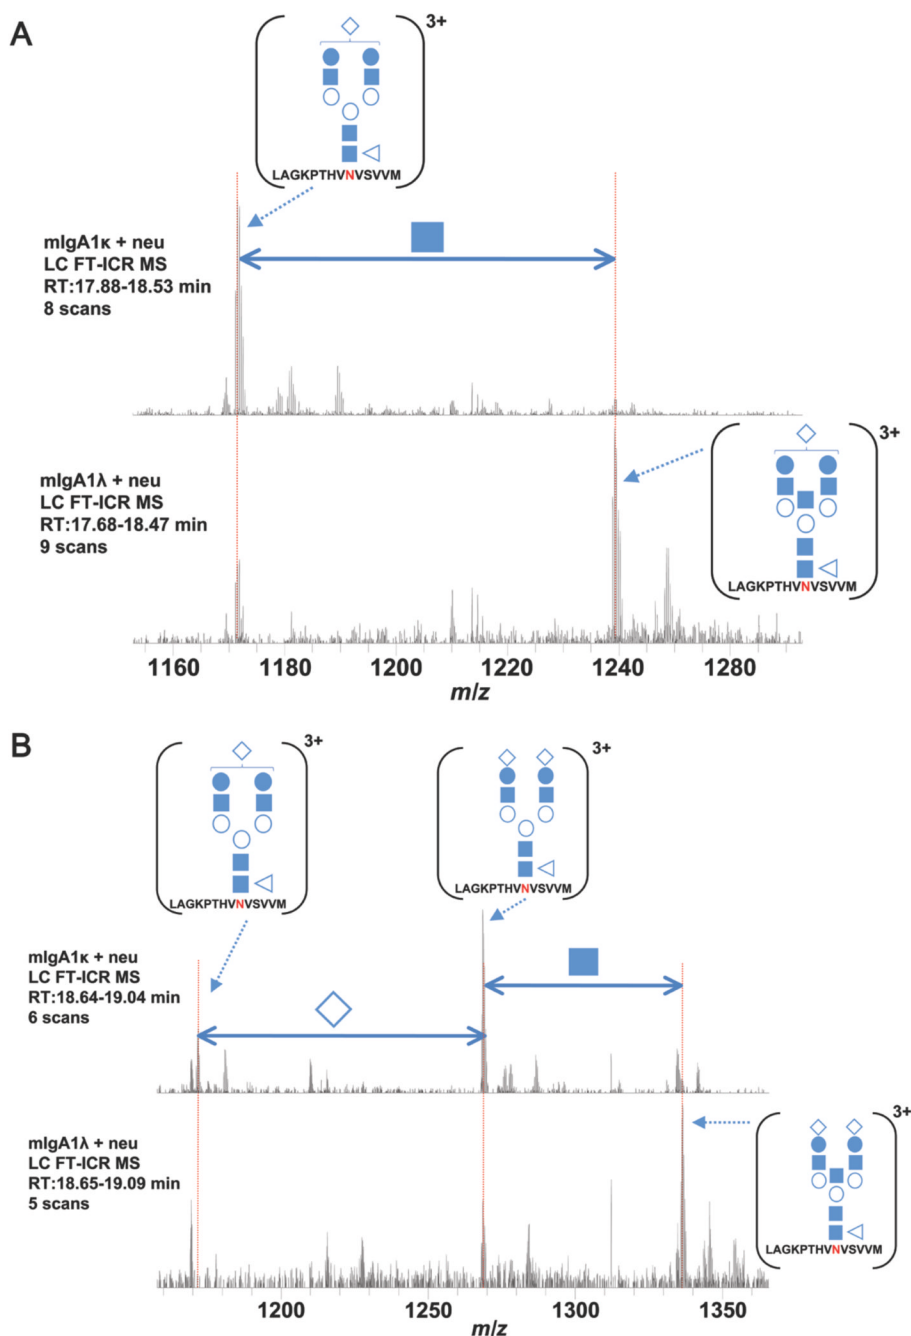 A
3+
LAGKPTHVNVSVVM
mIgA1κ + neu
LC FT-ICR MS
RT:17.88-18.53 min
8 scans
3+
mIgA1λ + neu
LC FT-ICR MS
RT:17.68-18.47 min
9 scans
LAGKPTHVNVSVVM
1160 1180 1200 1220 1240 1280
m/z
B
3+
3+
LAGKPTHVNVSVVM
LAGKPTHVNVSVVM
mIgA1κ + neu
LC FT-ICR MS
RT:18.64-19.04 min
6 scans
3+
mIgA1λ + neu
LC FT-ICR MS
RT:18.65-19.09 min
5 scans
LAGKPTHVNVSVVM
1200 1250 1300 1350
m/z